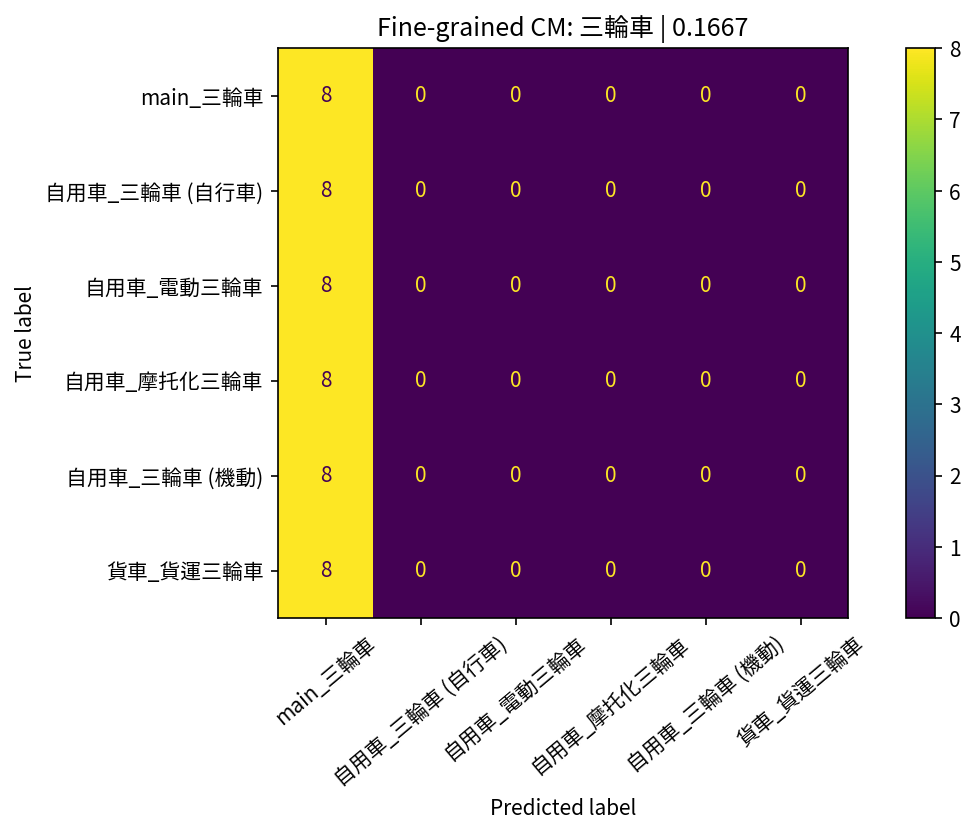 Fine-grained CM: 三輪車 | 0.1667
True label
main_三輪車
8 0 0 0 0 0
自用車_三輪車 (自行車)
8 0 0 0 0 0
自用車_電動三輪車
8 0 0 0 0 0
自用車_摩托化三輪車
8 0 0 0 0 0
自用車_三輪車 (機動)
8 0 0 0 0 0
貨車_貨運三輪車
8 0 0 0 0 0
main_三輪車
自用車_三輪車 (自行車)
自用車_電動三輪車
自用車_摩托化三輪車
自用車_三輪車 (機動)
貨車_貨運三輪車
Predicted label
8
7
6
5
4
3
2
1
0